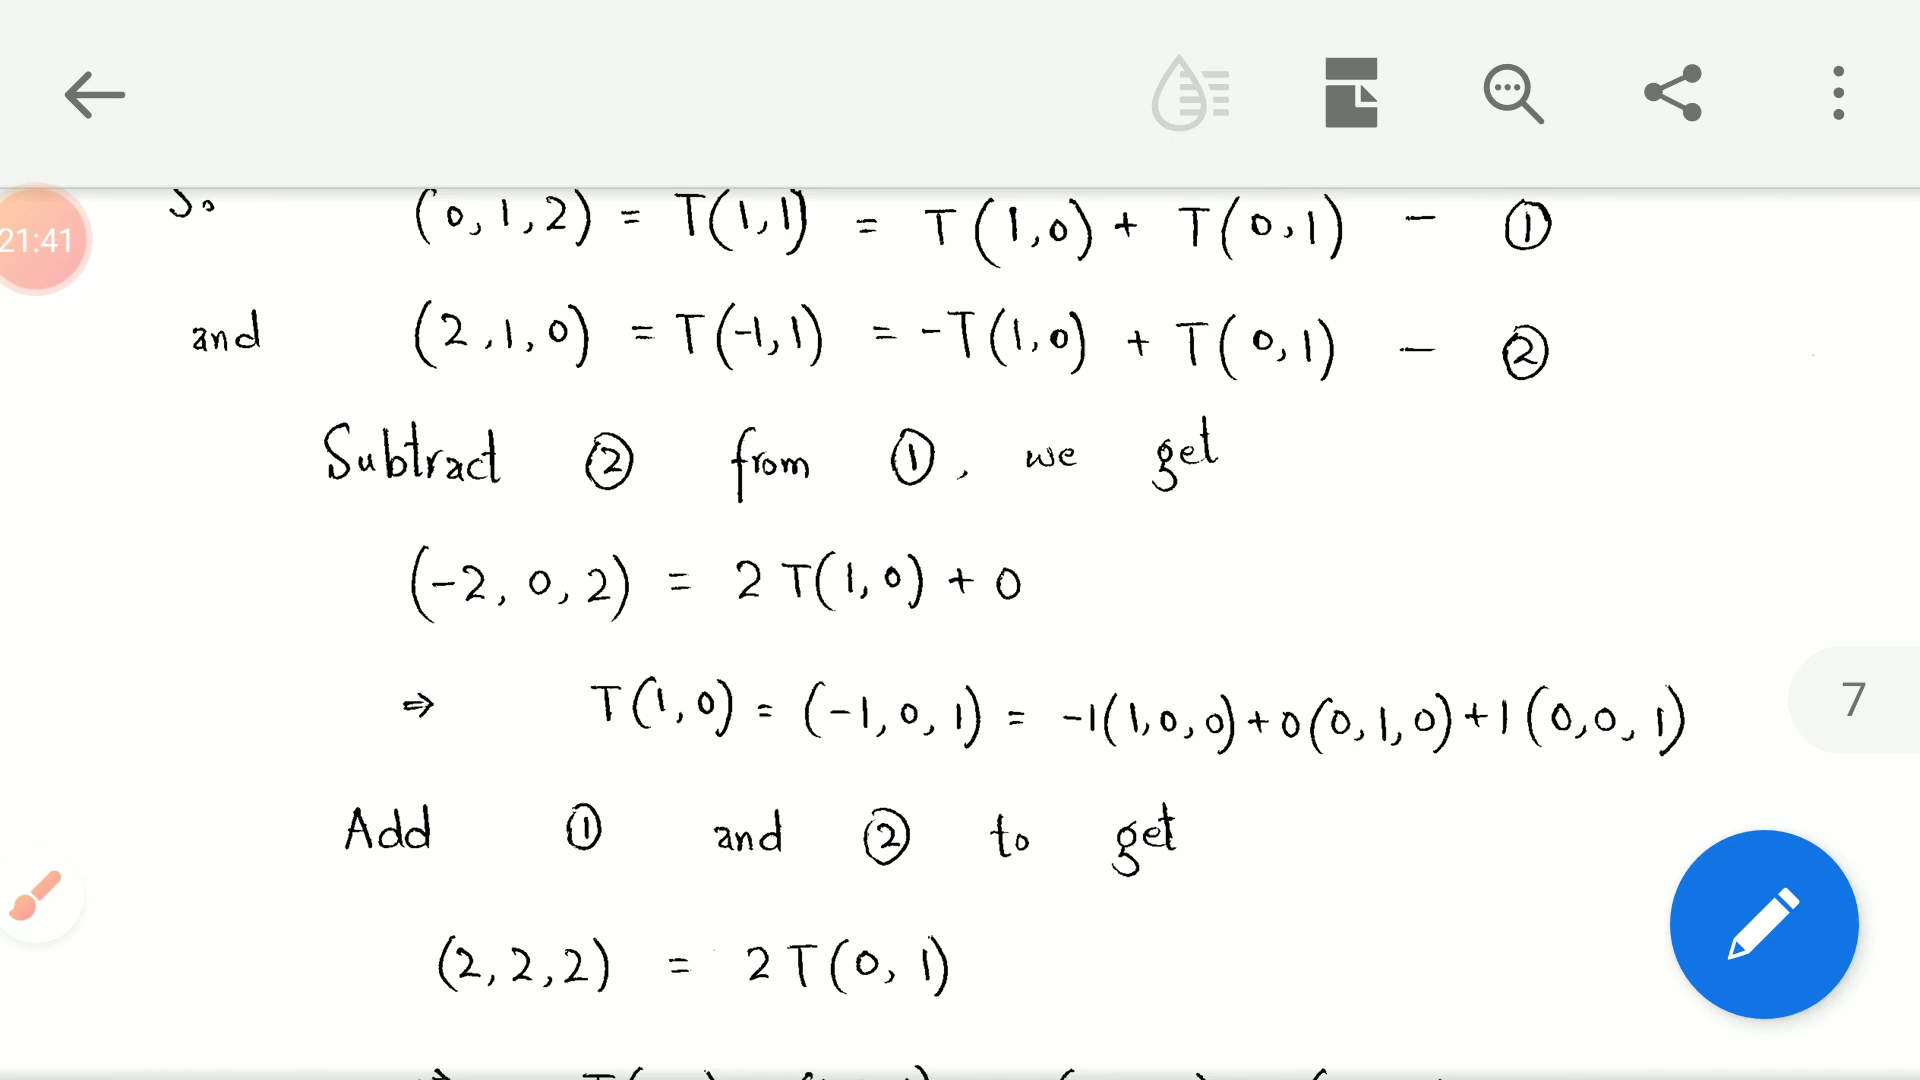 21:41
So (0,1,2) = T(1,1) = T(1,0) + T(0,1) — ①
and (2,1,0) = T(-1,1) = -T(1,0) + T(0,1) — ②
Subtract ② from ①, we get
(-2, 0, 2) = 2 T(1,0) + 0
⇒ T(1,0) = (-1,0,1) = -1(1,0,0)+0(0,1,0)+1(0,0,1)
7
Add ① and ② to get
(2,2,2) = 2 T(0,1)